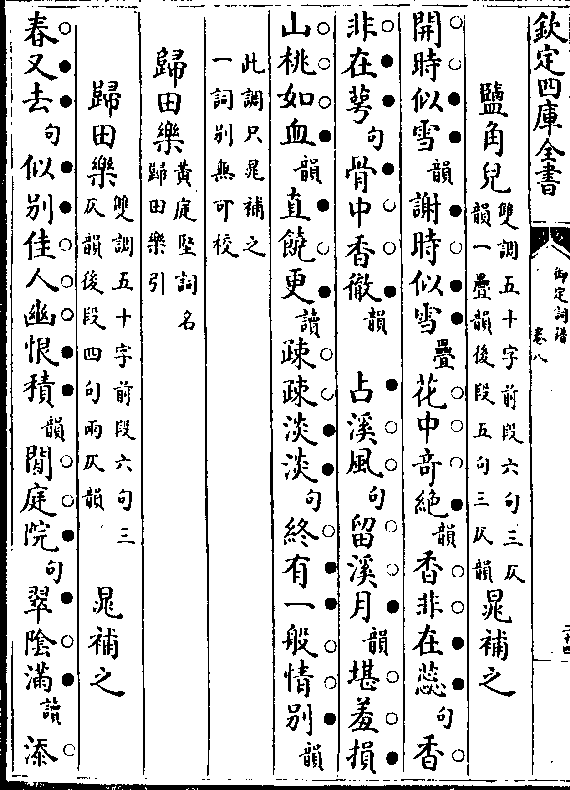 欽定四庫全書
御定詞譜
卷八
二十四
鹽角兒 雙調五十字前段六句三仄
韻一疊韻後段五句三仄韻 晁補之
開時似雪韻謝時似雪疊花中竒絶韻香非在蕊句香
非在萼句骨中香徹韻 占溪風句留溪月韻堪羞損
山桃如血韻直饒更讀疎疎淡淡句終有一般情別韻
此調只晁補之
一詞別無可校
歸田樂 黃庭堅詞名
歸田樂引
歸田樂 雙調五十字前段六句三
仄韻後段四句兩仄韻 晁補之
春又去句似别佳人幽恨積韻閒庭院句翠陰滿讀添